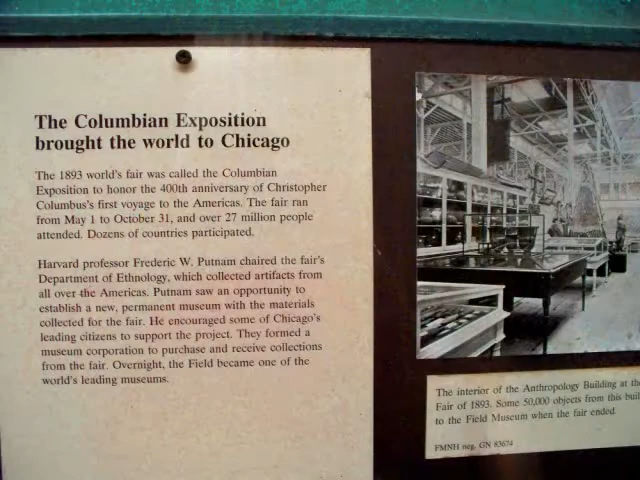 The Columbian Exposition
brought the world to Chicago
The 1893 world's fair was called the Columbian
Exposition to honor the 400th anniversary of Christopher
Columbus's first voyage to the Americas. The fair ran
from May 1 to October 31, and over 27 million people
attended. Dozens of countries participated.
Harvard professor Frederic W. Putnam chaired the fair's
Department of Ethnology, which collected artifacts from
all over the Americas. Putnam saw an opportunity to
establish a new, permanent museum with the materials
collected for the fair. He encouraged some of Chicago's
leading citizens to support the project. They formed a
museum corporation to purchase and receive collections
from the fair. Overnight, the Field became one of the
world's leading museums.
The interior of the Anthropology Building at the
Fair of 1893. Some 50,000 objects from this buil
to the Field Museum when the fair ended.
FMNH neg. GN 83674